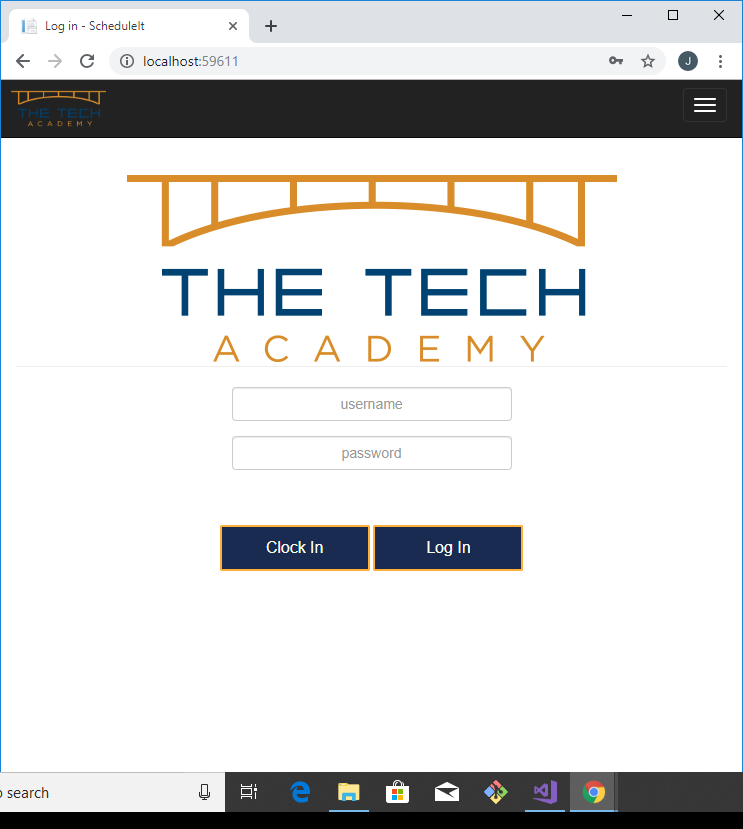 Log in - ScheduleIt
localhost:59611
J
THE TECH
ACADEMY
THE TECH
ACADEMY
username
password
Clock In
Log In
search